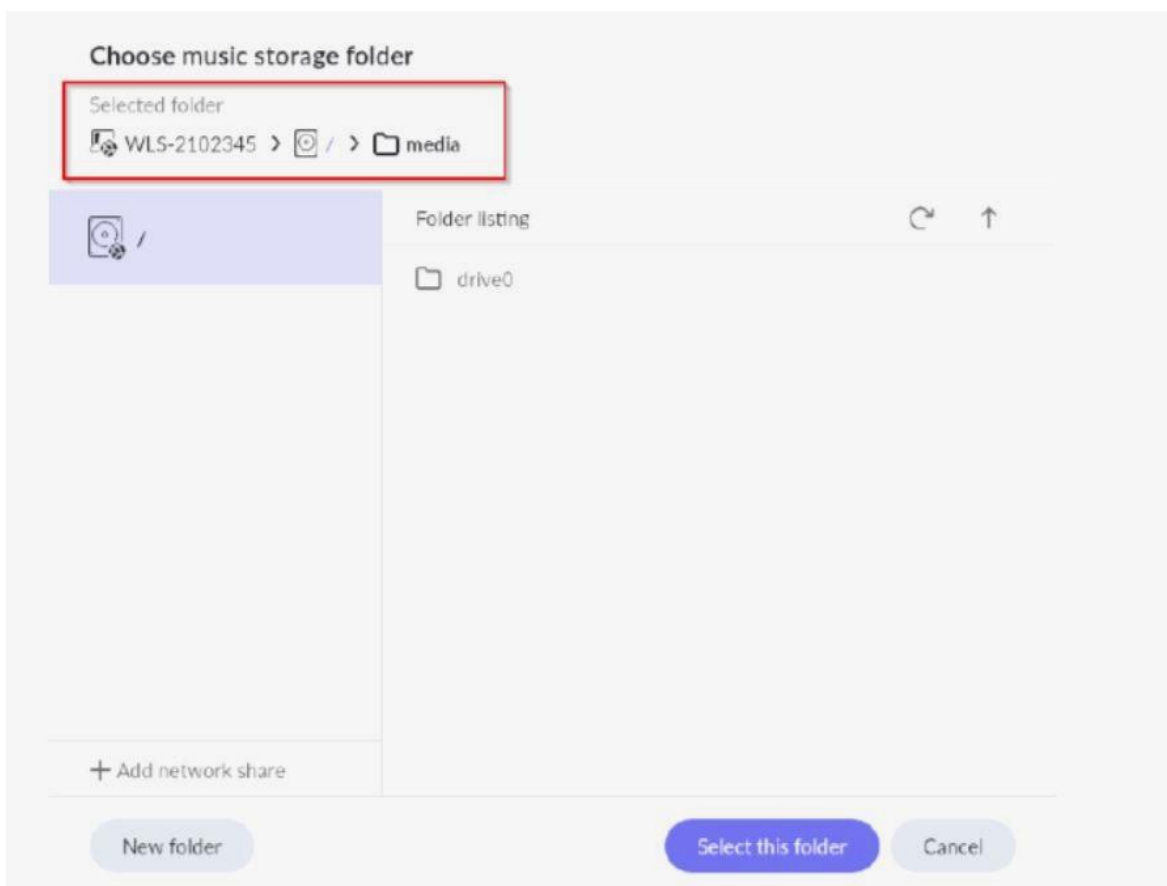 Choose music storage folder
Selected folder
WLS-2102345 > / > media
/
Folder listing
drive0
+ Add network share
New folder
Select this folder
Cancel